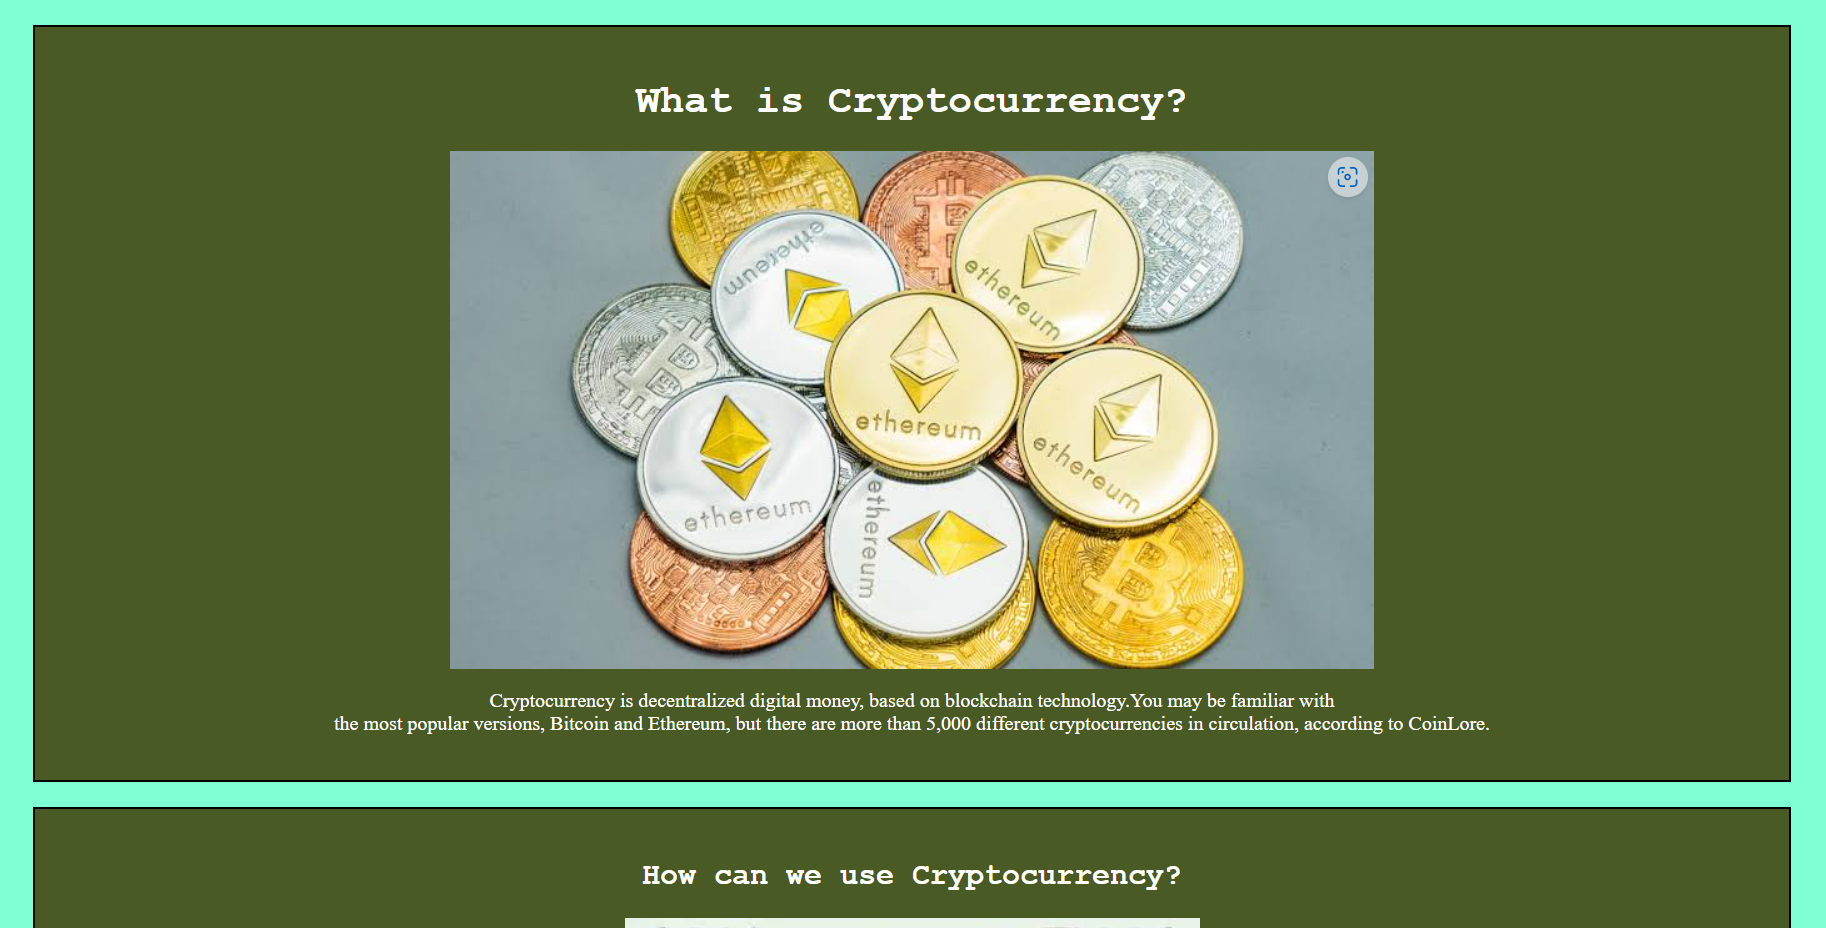 What is Cryptocurrency?
ethereum
ethereum
ethereum
ethereum
ethereum
ethereum
Cryptocurrency is decentralized digital money, based on blockchain technology.You may be familiar with
the most popular versions, Bitcoin and Ethereum, but there are more than 5,000 different cryptocurrencies in circulation, according to CoinLore.
How can we use Cryptocurrency?